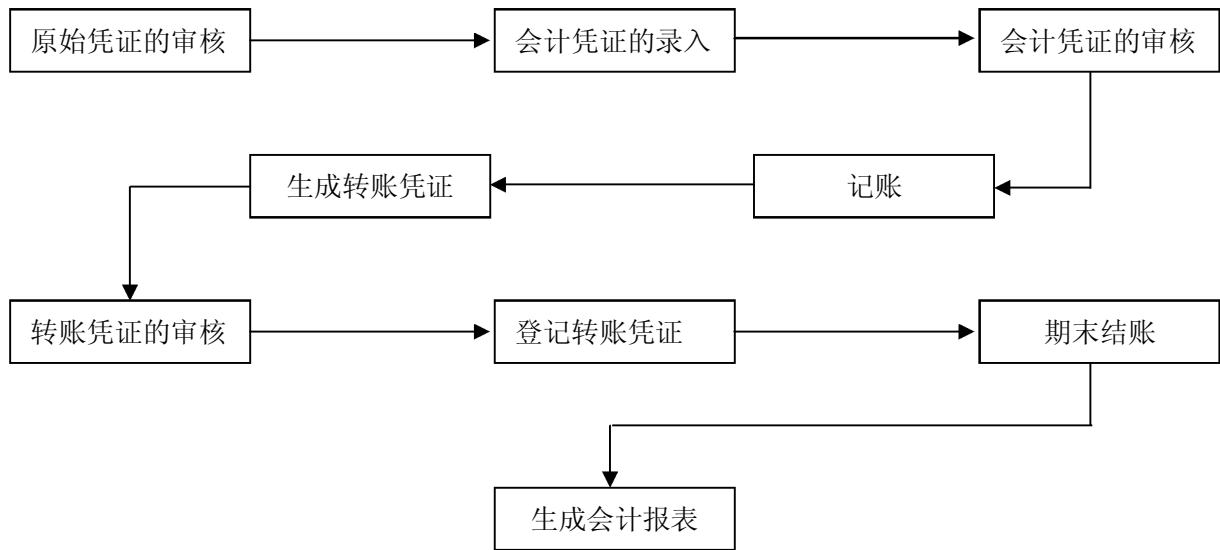 原始凭证的审核
会计凭证的录入
会计凭证的审核
记账
生成转账凭证
转账凭证的审核
登记转账凭证
期末结账
生成会计报表